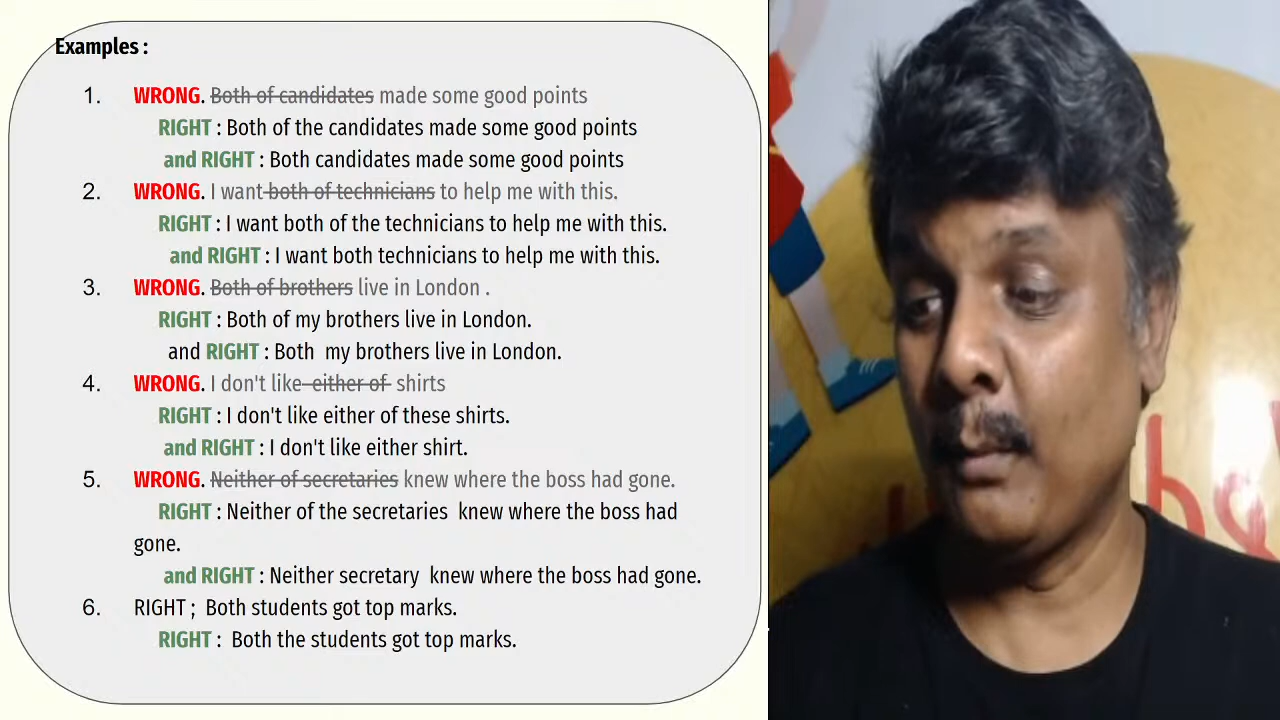 Examples :
1. WRONG. Both of candidates made some good points
RIGHT : Both of the candidates made some good points
and RIGHT : Both candidates made some good points
2. WRONG. I want both of technicians to help me with this.
RIGHT : I want both of the technicians to help me with this.
and RIGHT : I want both technicians to help me with this.
3. WRONG. Both of brothers live in London .
RIGHT : Both of my brothers live in London.
and RIGHT : Both my brothers live in London.
4. WRONG. I don't like either of shirts
RIGHT : I don't like either of these shirts.
and RIGHT : I don't like either shirt.
5. WRONG. Neither of secretaries knew where the boss had gone.
RIGHT : Neither of the secretaries knew where the boss had
gone.
and RIGHT : Neither secretary knew where the boss had gone.
6. RIGHT ; Both students got top marks.
RIGHT : Both the students got top marks.